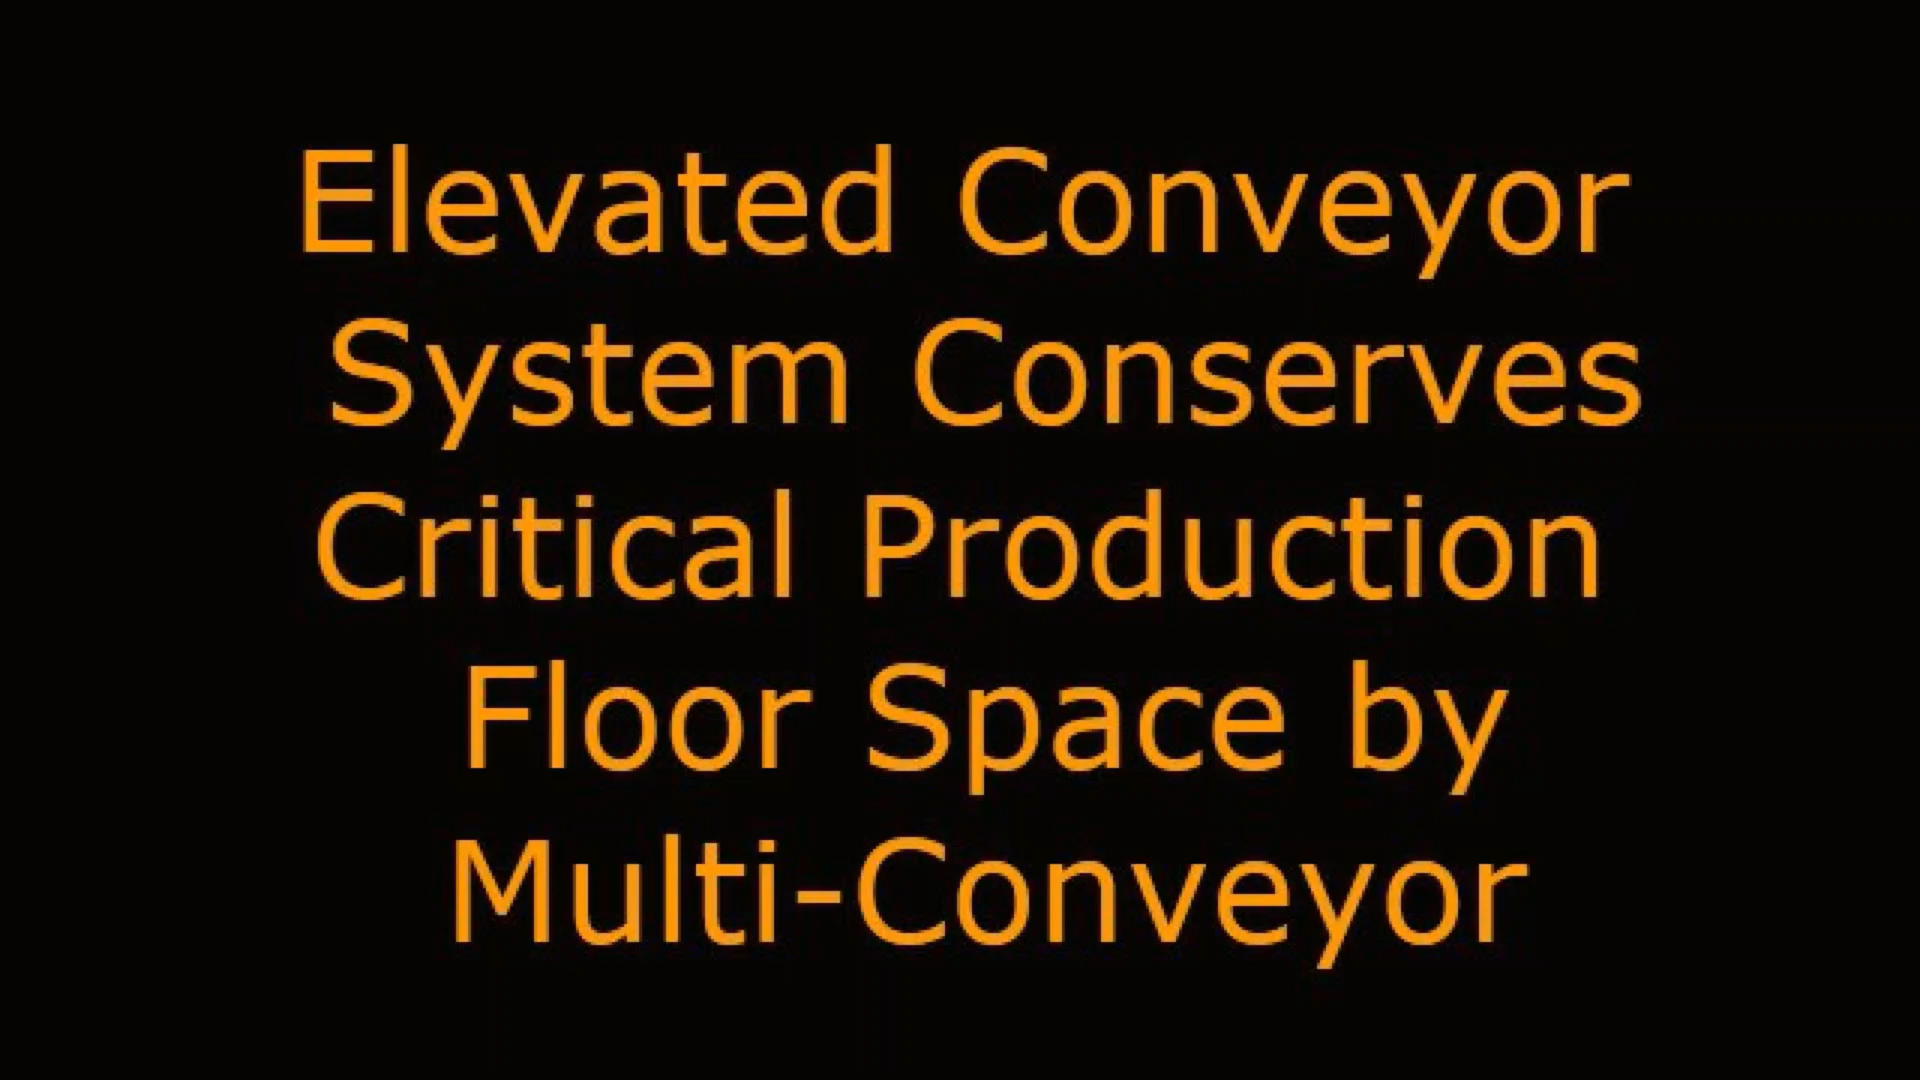 Elevated Conveyor
System Conserves
Critical Production
Floor Space by
Multi-Conveyor